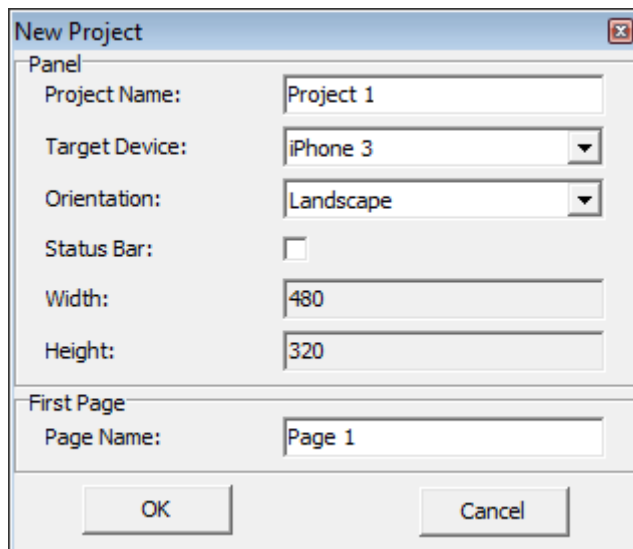 New Project
Panel
Project Name: Project 1
Target Device: iPhone 3
Orientation: Landscape
Status Bar:
Width: 480
Height: 320
First Page
Page Name: Page 1
OK Cancel